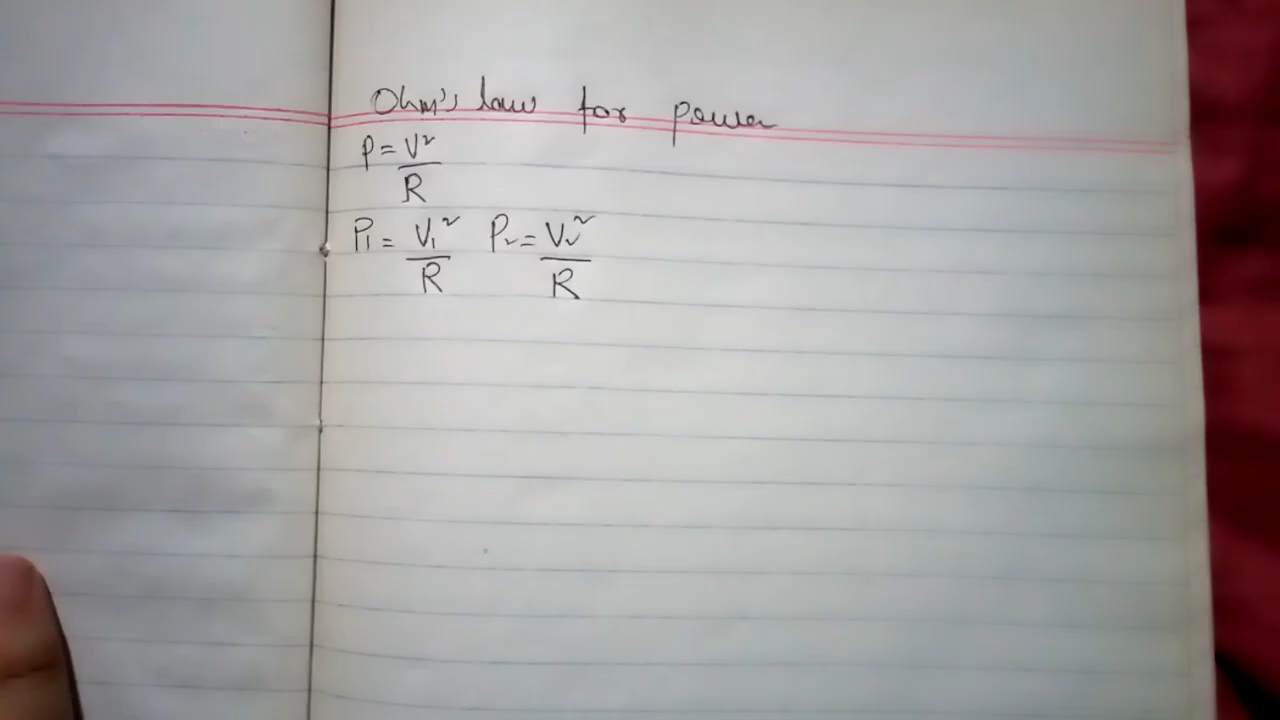 Ohm's law for power
P = V²/R
P₁ = V₁²/R P₂ = V₂²/R